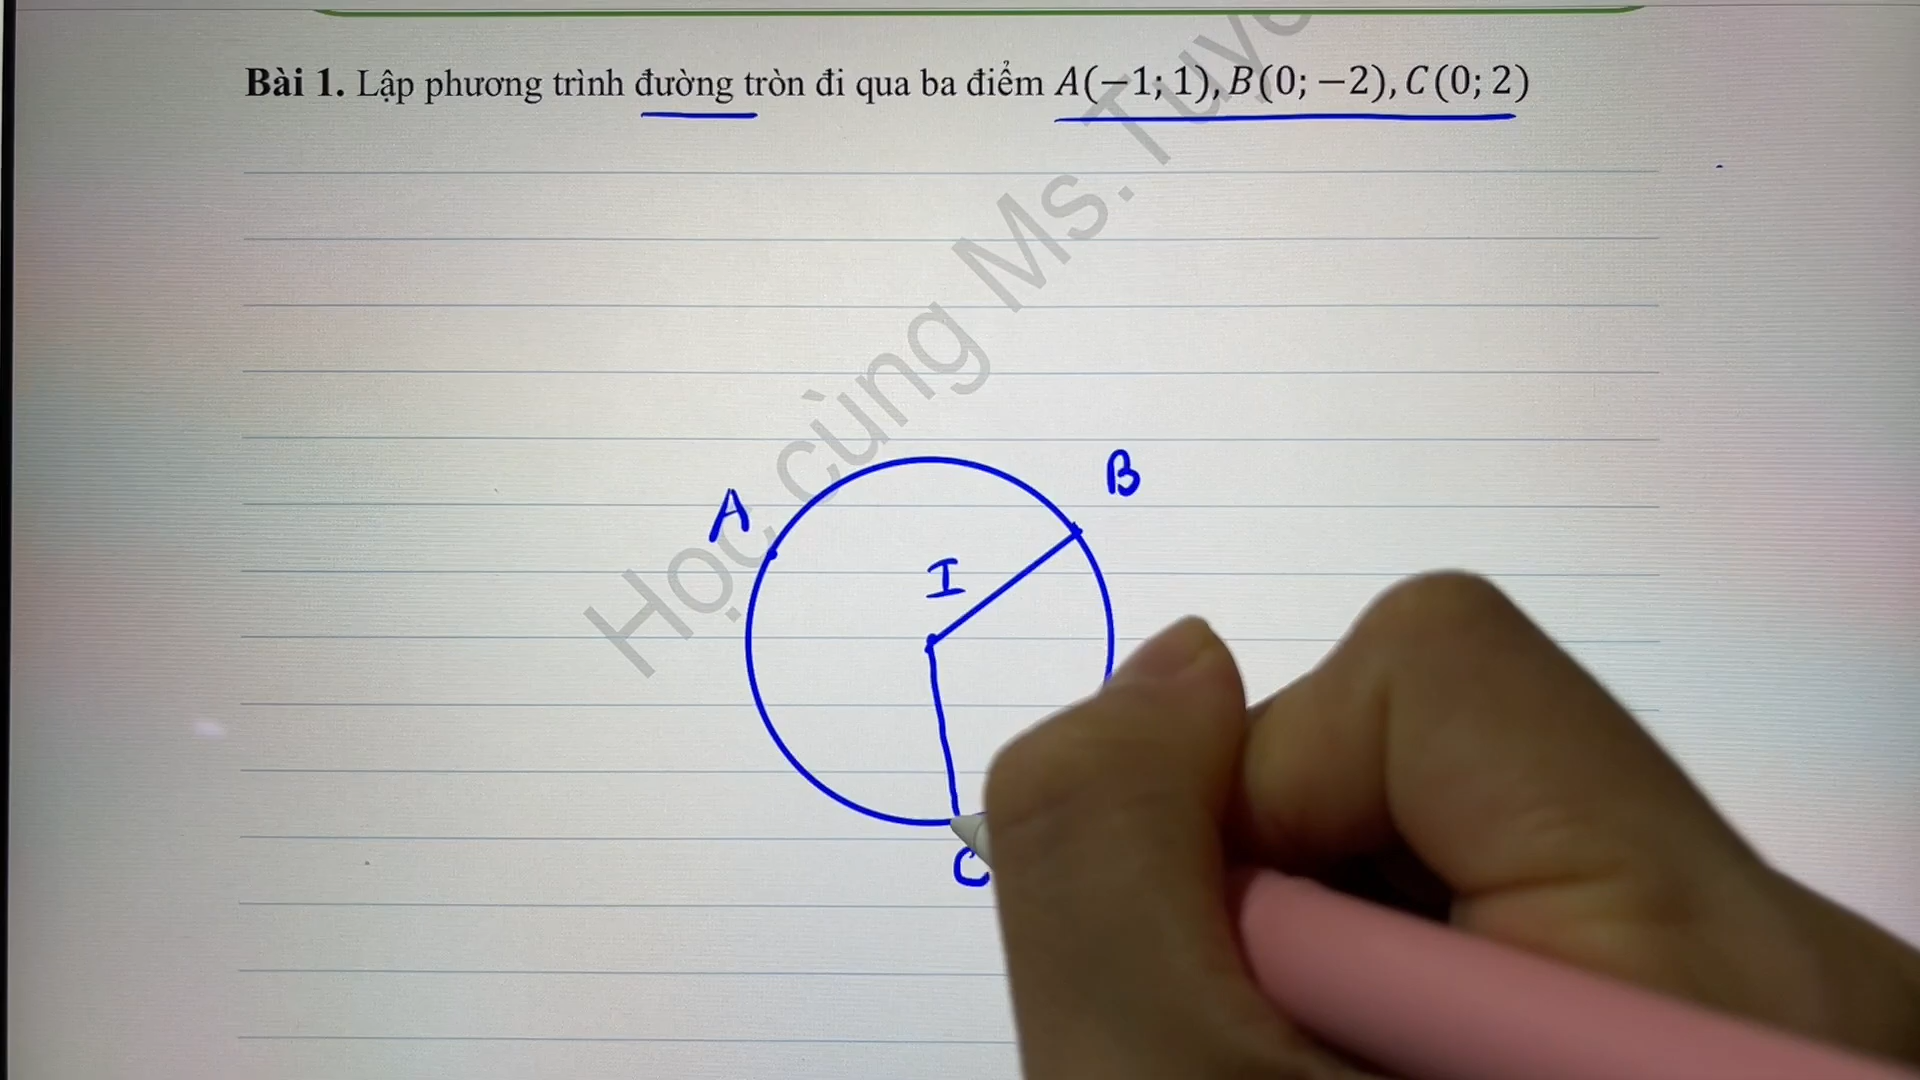 Bài 1. Lập phương trình đường tròn đi qua ba điểm A(−1; 1), B(0; −2), C(0; 2)
Học cùng Ms. Tuyề
B
A
I
C